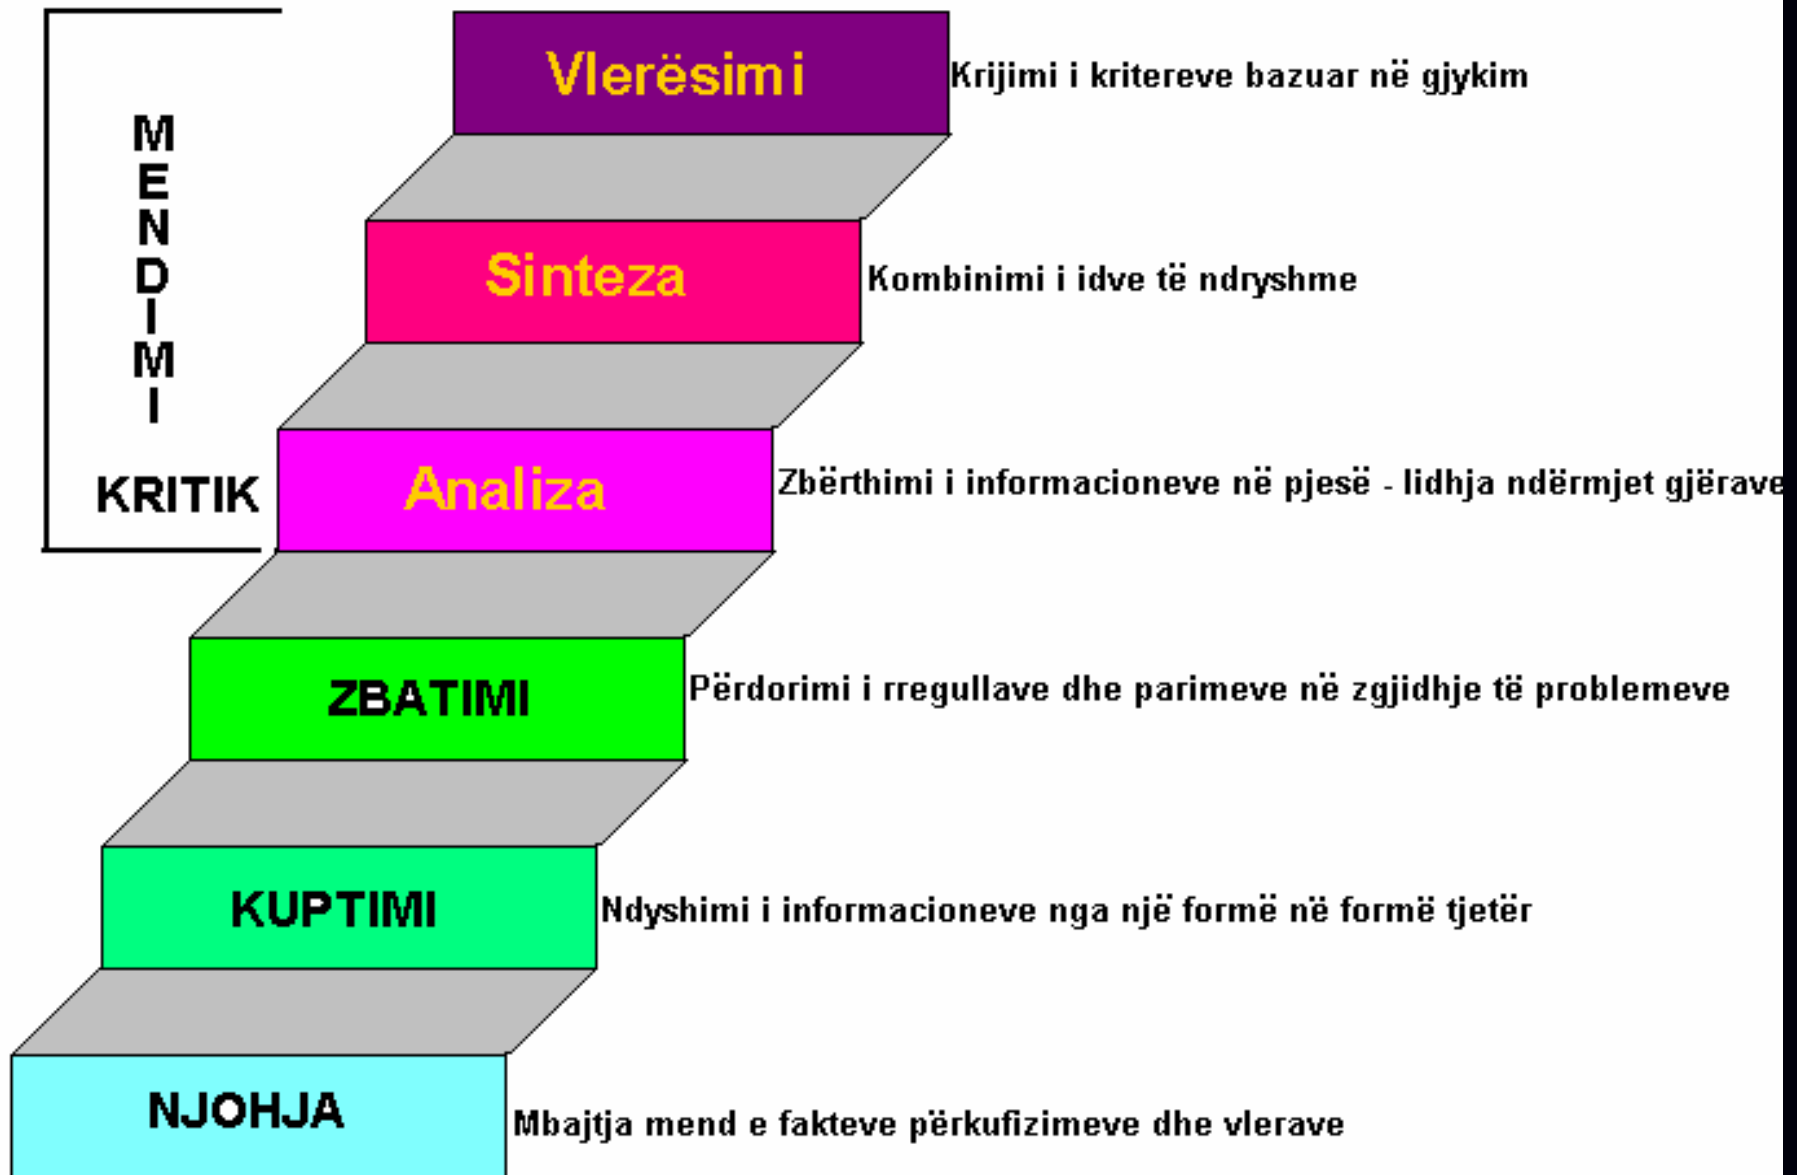 Vlerësimi
Krijimi i kritereve bazuar në gjykim
MENDIMI
KRITIK
Sinteza
Kombinimi i idve të ndryshme
Analiza
Zbërthimi i informacioneve në pjesë - lidhja ndërmjet gjërave
ZBATIMI
Përdorimi i rregullave dhe parimeve në zgjidhje të problemeve
KUPTIMI
Ndyshimi i informacioneve nga një formë në formë tjetër
NJOHJA
Mbajtja mend e fakteve përkufizimeve dhe vlerave